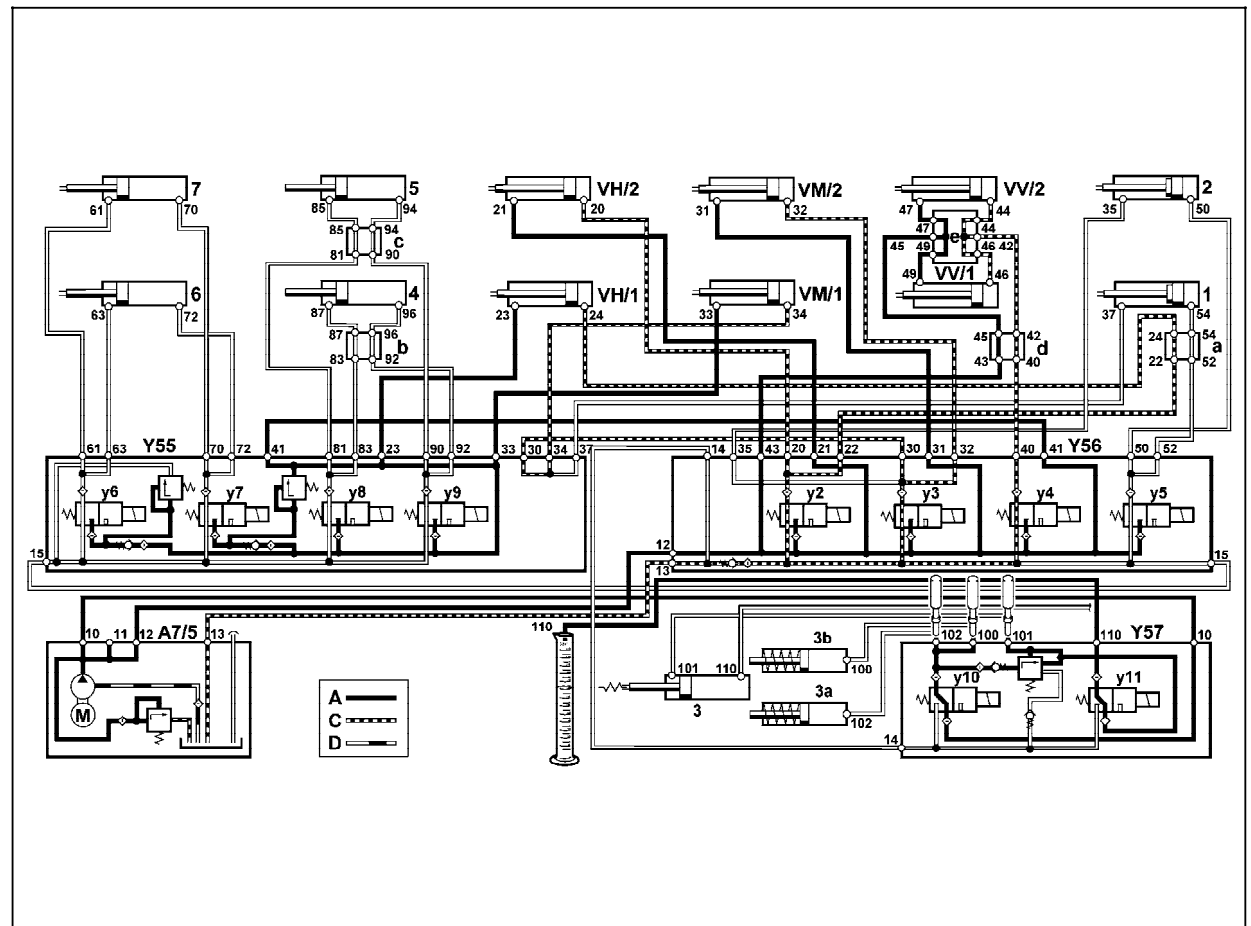 7 5 VH/2 VM/2 VV/2 2
61 70 85 94 21 20 31 32 47 44 35 50
85 94 c 47 44 e
81 90 45 49 46 42
6 4 VH/1 VM/1 49 VV/1 46 1
63 72 87 96 23 24 33 34 37 54
87 96 b 45 42 d 24 54 a
83 92 43 40 22 52
61 63 Y55 70 72 41 81 83 23 90 92 33 30 34 37 14 35 43 20 21 22 30 31 32 40 41 Y56 50 52
y6 y7 y8 y9 y2 y3 y4 y5
15 12 15
13
10 11 12 A7/5 13 110 102 100 101 110 Y57 10
3b
101 110 100
3a
M 3 102 y10 y11
A
C
D
14